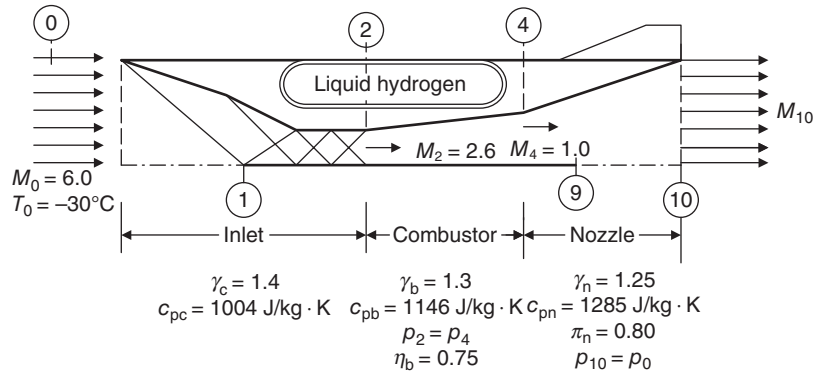 0
2
4
Liquid hydrogen
M₁₀
M₂ = 2.6
M₄ = 1.0
M₀ = 6.0
T₀ = –30°C
1
9
10
Inlet
Combustor
Nozzle
γc = 1.4
γb = 1.3
γn = 1.25
cpc = 1004 J/kg · K
cpb = 1146 J/kg · K
cpn = 1285 J/kg · K
p₂ = p₄
πn = 0.80
ηb = 0.75
p₁₀ = p₀